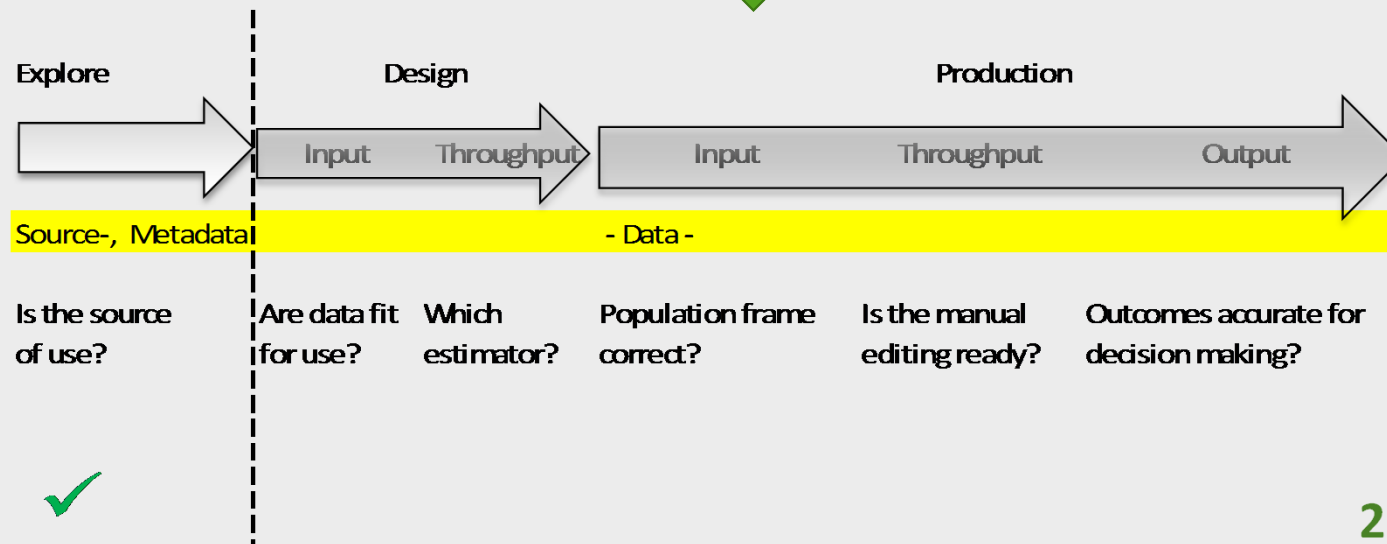 Explore Design Production
Input Throughput Input Throughput Output
Source-, Metadata - Data -
Is the source Are data fit Which Population frame Is the manual Outcomes accurate for
of use? for use? estimator? correct? editing ready? decision making?
2